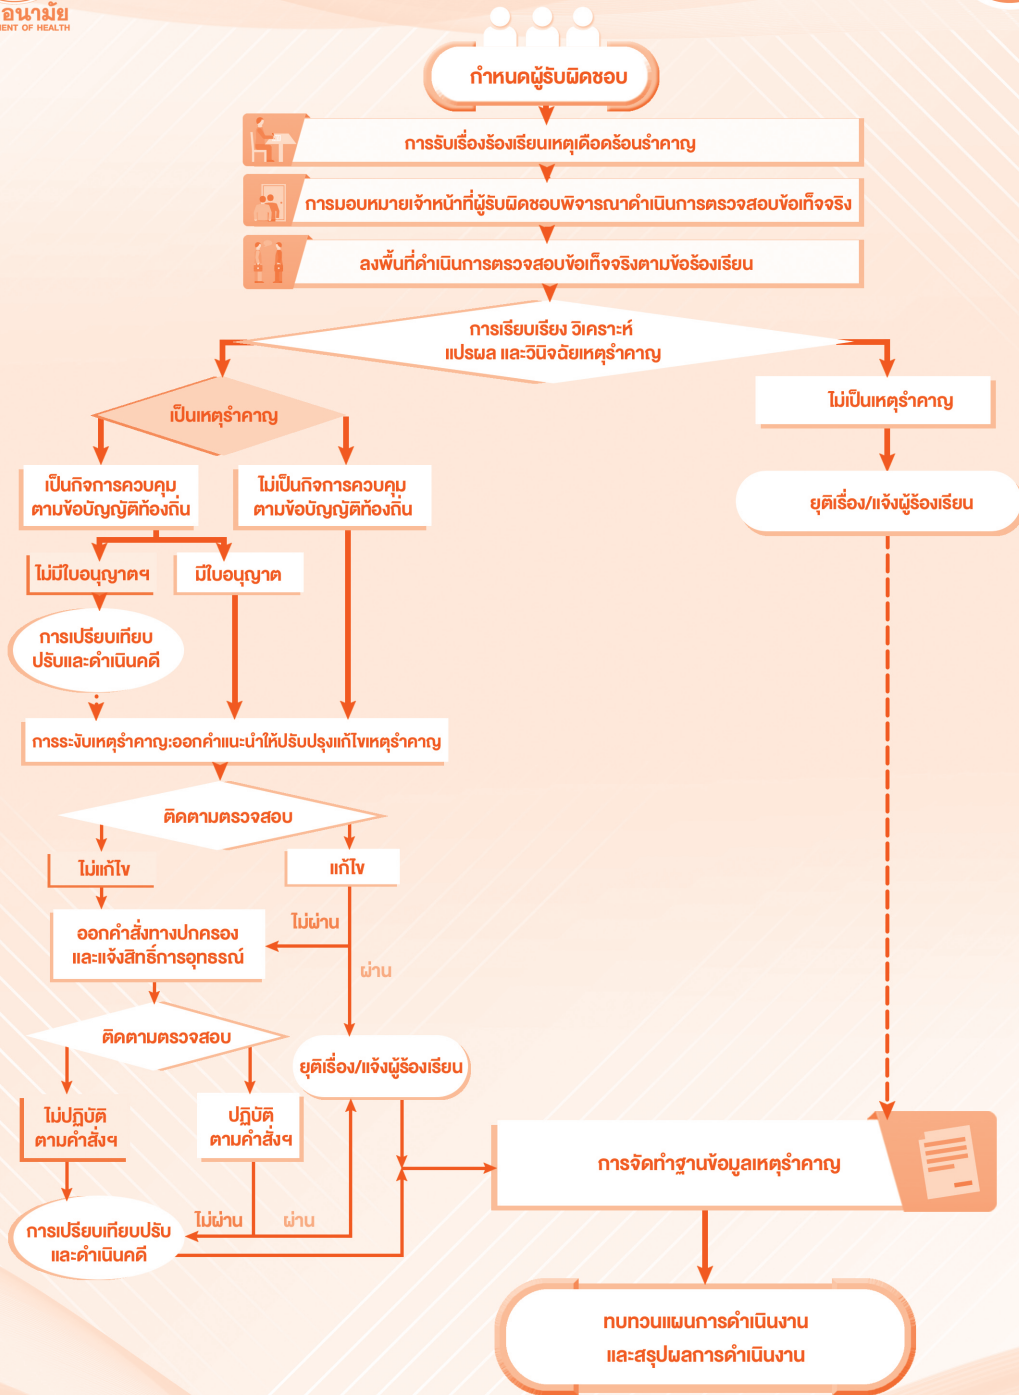 อนามัย
MENT OF HEALTH
กำหนดผู้รับผิดชอบ
การรับเรื่องร้องเรียนเหตุเดือดร้อนรำคาญ
การมอบหมายเจ้าหน้าที่ผู้รับผิดชอบพิจารณาดำเนินการตรวจสอบข้อเท็จจริง
ลงพื้นที่ดำเนินการตรวจสอบข้อเท็จจริงตามข้อร้องเรียน
การเรียบเรียง วิเคราะห์
แปรผล และวินิจฉัยเหตุรำคาญ
เป็นเหตุรำคาญ
ไม่เป็นเหตุรำคาญ
เป็นกิจการควบคุม
ตามข้อบัญญัติท้องถิ่น
ไม่เป็นกิจการควบคุม
ตามข้อบัญญัติท้องถิ่น
ยุติเรื่อง/แจ้งผู้ร้องเรียน
ไม่มีใบอนุญาตฯ
มีใบอนุญาต
การเปรียบเทียบ
ปรับและดำเนินคดี
การระงับเหตุรำคาญ:ออกคำแนะนำให้ปรับปรุงแก้ไขเหตุรำคาญ
ติดตามตรวจสอบ
ไม่แก้ไข
แก้ไข
ไม่ผ่าน
ออกคำสั่งทางปกครอง
และแจ้งสิทธิ์การอุทธรณ์
ผ่าน
ติดตามตรวจสอบ
ยุติเรื่อง/แจ้งผู้ร้องเรียน
ไม่ปฏิบัติ
ตามคำสั่งฯ
ปฏิบัติ
ตามคำสั่งฯ
การจัดทำฐานข้อมูลเหตุรำคาญ
ไม่ผ่าน
ผ่าน
การเปรียบเทียบปรับ
และดำเนินคดี
ทบทวนแผนการดำเนินงาน
และสรุปผลการดำเนินงาน